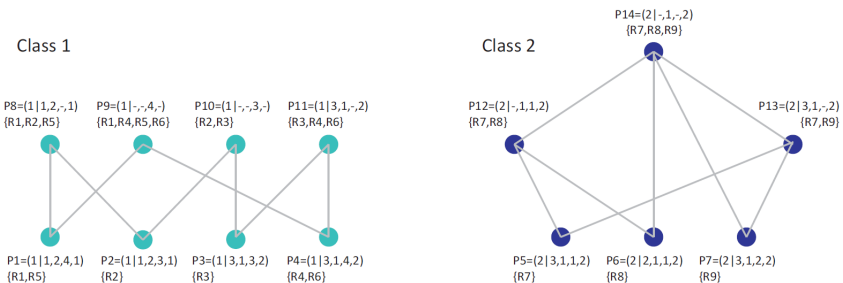 Class 1
P8=(1|1,2,-,1)
{R1,R2,R5}
P9=(1|-,-,4,-)
{R1,R4,R5,R6}
P10=(1|-,-,3,-)
{R2,R3}
P11=(1|3,1,-,2)
{R3,R4,R6}
P1=(1|1,2,4,1)
{R1,R5}
P2=(1|1,2,3,1)
{R2}
P3=(1|3,1,3,2)
{R3}
P4=(1|3,1,4,2)
{R4,R6}
Class 2
P14=(2|-,1,-,2)
{R7,R8,R9}
P12=(2|-,1,1,2)
{R7,R8}
P13=(2|3,1,-,2)
{R7,R9}
P5=(2|3,1,1,2)
{R7}
P6=(2|2,1,1,2)
{R8}
P7=(2|3,1,2,2)
{R9}